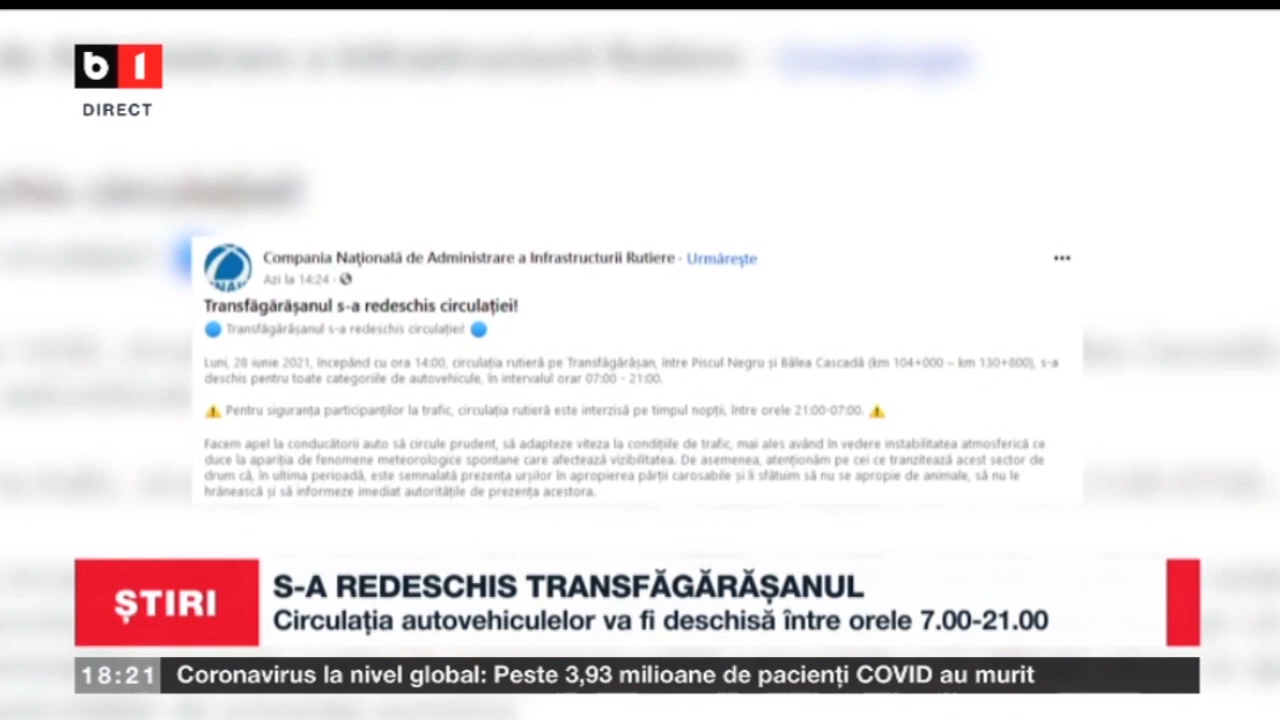 b1
DIRECT
Compania Naţională de Administrare a Infrastructurii Rutiere · Urmăreşte
Azi la 14:24 ·
Transfăgărășanul s-a redeschis circulației!
Transfăgărășanul s-a redeschis circulației!
Luni, 28 iunie 2021, începând cu ora 14:00, circulația rutieră pe Transfăgărășan, între Piscul Negru și Bâlea Cascadă (km 104+000 – km 130+800), s-a
deschis pentru toate categoriile de autovehicule, în intervalul orar 07:00 - 21:00.
Pentru siguranța participanților la trafic, circulația rutieră este interzisă pe timpul nopții, între orele 21:00-07:00.
Facem apel la conducătorii auto să circule prudent, să adapteze viteza la condițiile de trafic, mai ales având în vedere instabilitatea atmosferică ce
duce la apariția de fenomene meteorologice spontane care afectează vizibilitatea. De asemenea, atenționăm pe cei ce tranzitează acest sector de
drum că, în ultima perioadă, este semnalată prezența urșilor în apropierea părții carosabile și îi sfătuim să nu se apropie de animale, să nu le
hrănească și să informeze imediat autoritățile de prezența acestora.
ȘTIRI
S-A REDESCHIS TRANSFĂGĂRĂȘANUL
Circulația autovehiculelor va fi deschisă între orele 7.00-21.00
18:21 Coronavirus la nivel global: Peste 3,93 milioane de pacienți COVID au murit